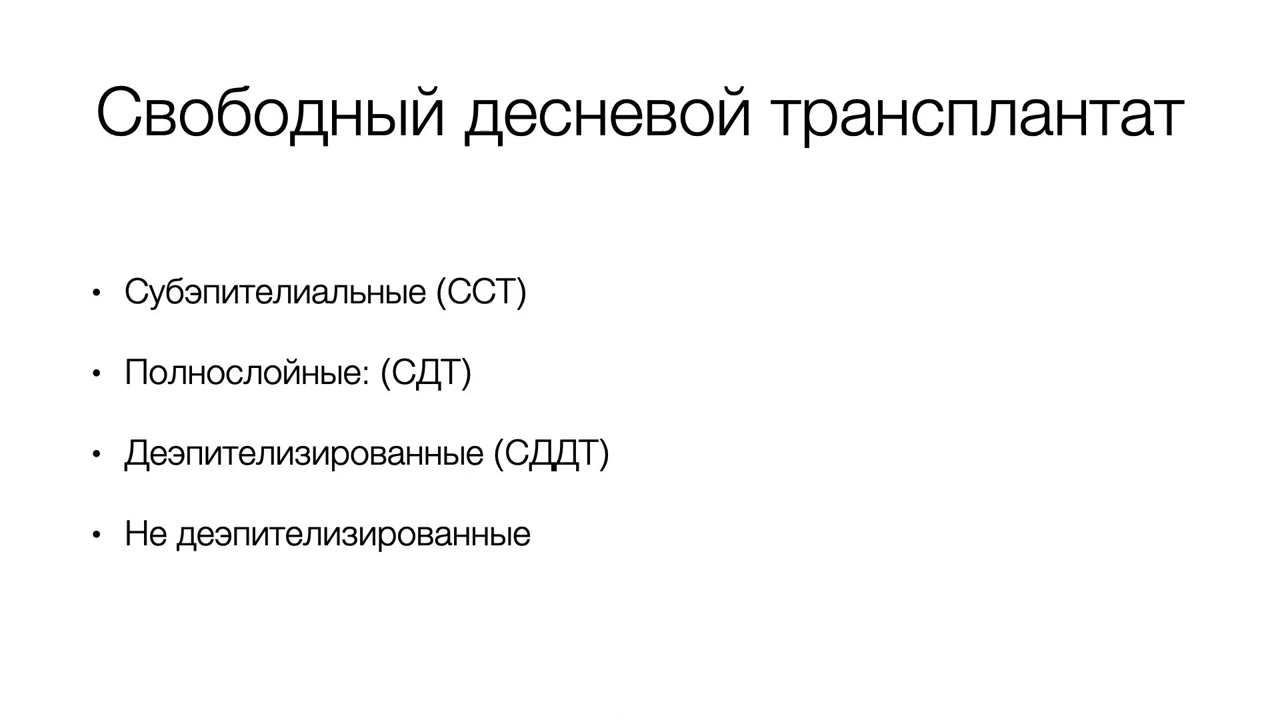 Свободный десневой трансплантат
• Субэпителиальные (ССТ)
• Полнослойные: (СДТ)
• Деэпителизированные (СДДТ)
• Не деэпителизированные